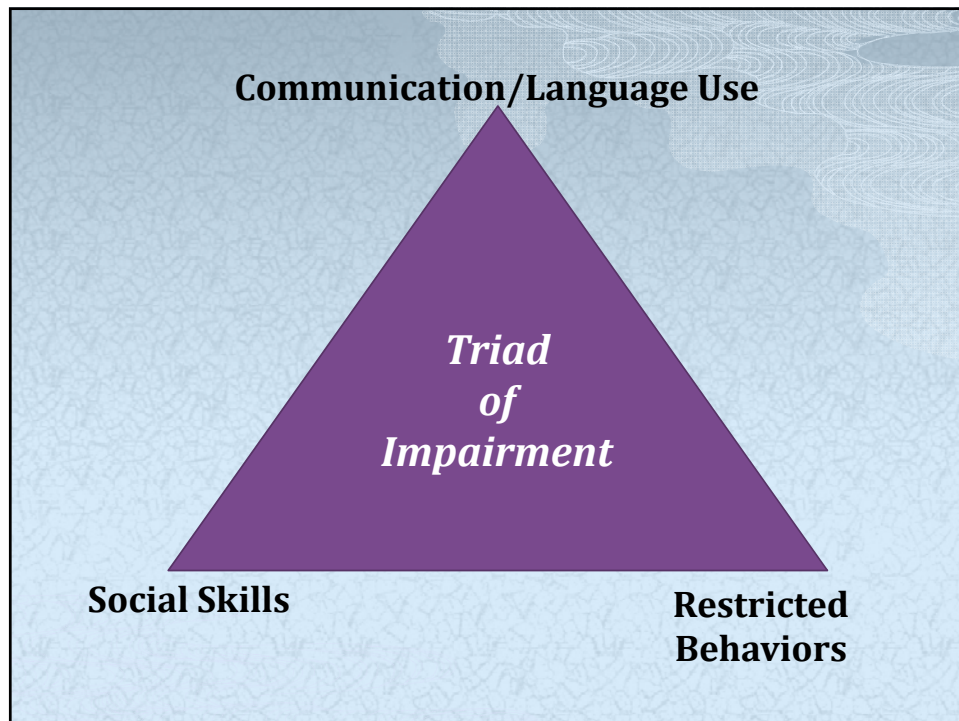 Communication/Language Use
Triad
of
Impairment
Social Skills
Restricted
Behaviors